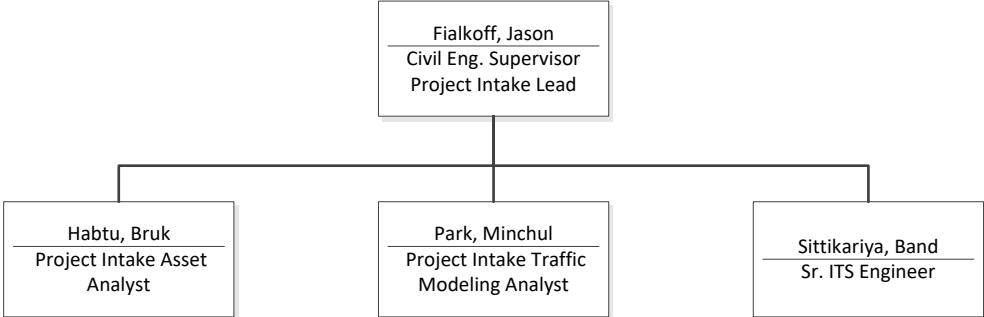 Fialkoff, Jason
Civil Eng. Supervisor
Project Intake Lead
Habtu, Bruk
Project Intake Asset
Analyst
Park, Minchul
Project Intake Traffic
Modeling Analyst
Sittikariya, Band
Sr. ITS Engineer